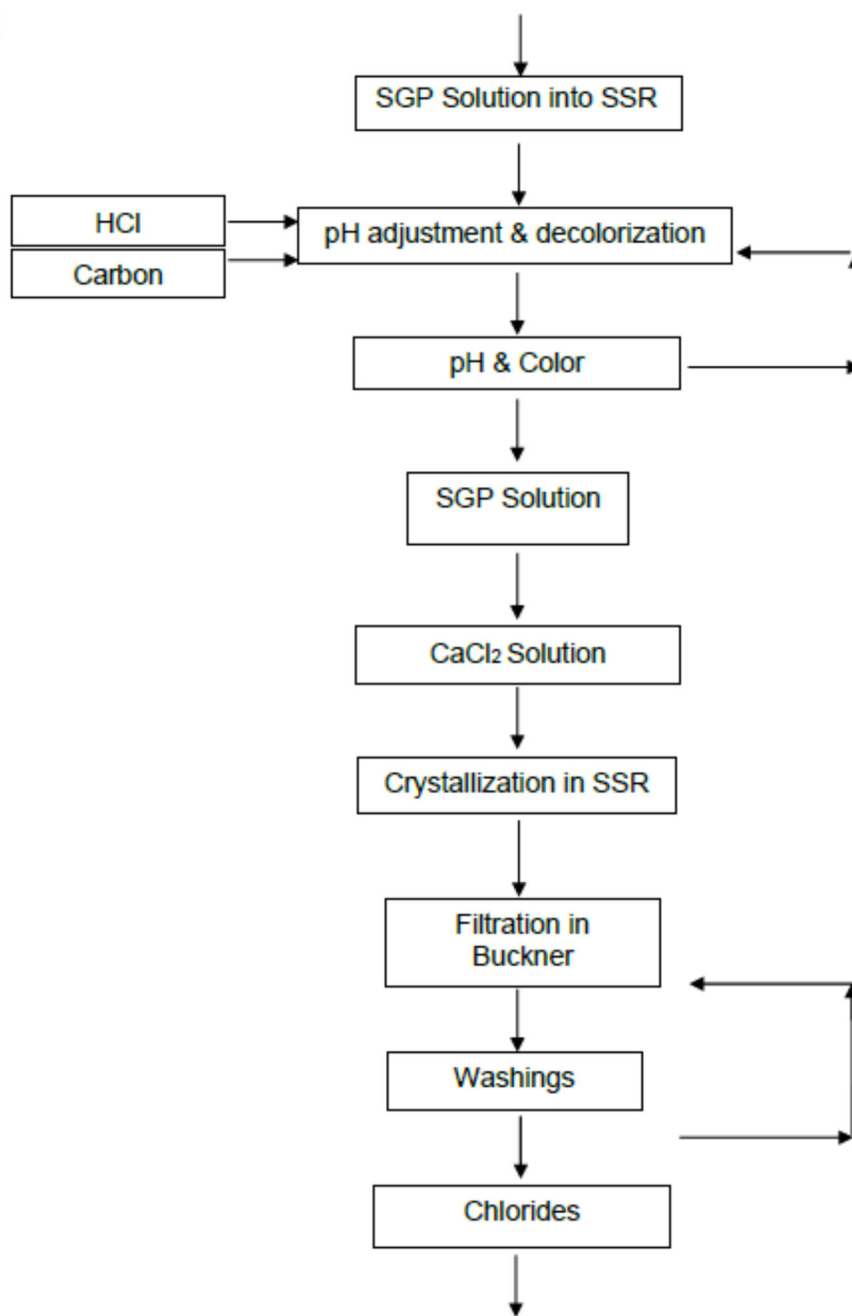 SGP Solution into SSR
HCl
Carbon
pH adjustment & decolorization
pH & Color
SGP Solution
CaCl₂ Solution
Crystallization in SSR
Filtration in
Buckner
Washings
Chlorides